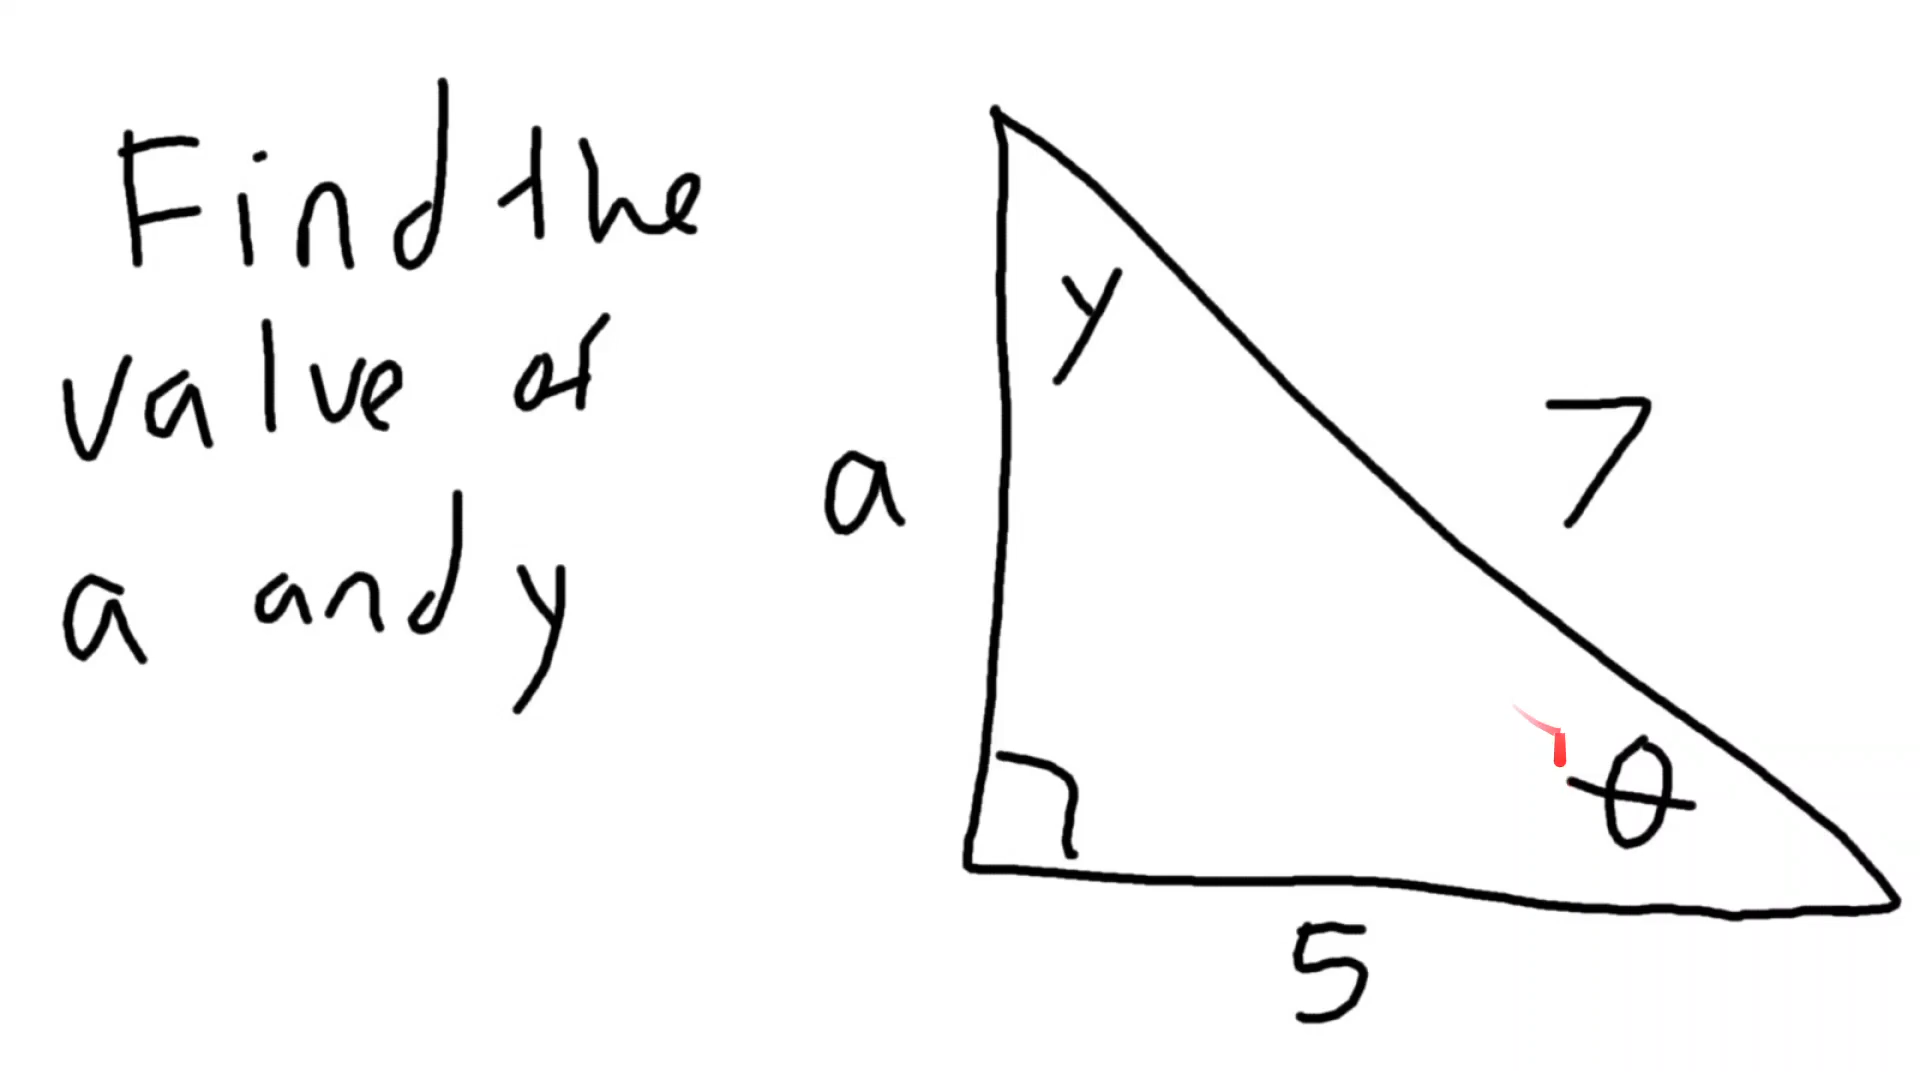 Find the
value of
a and y
y
7
a
θ
5